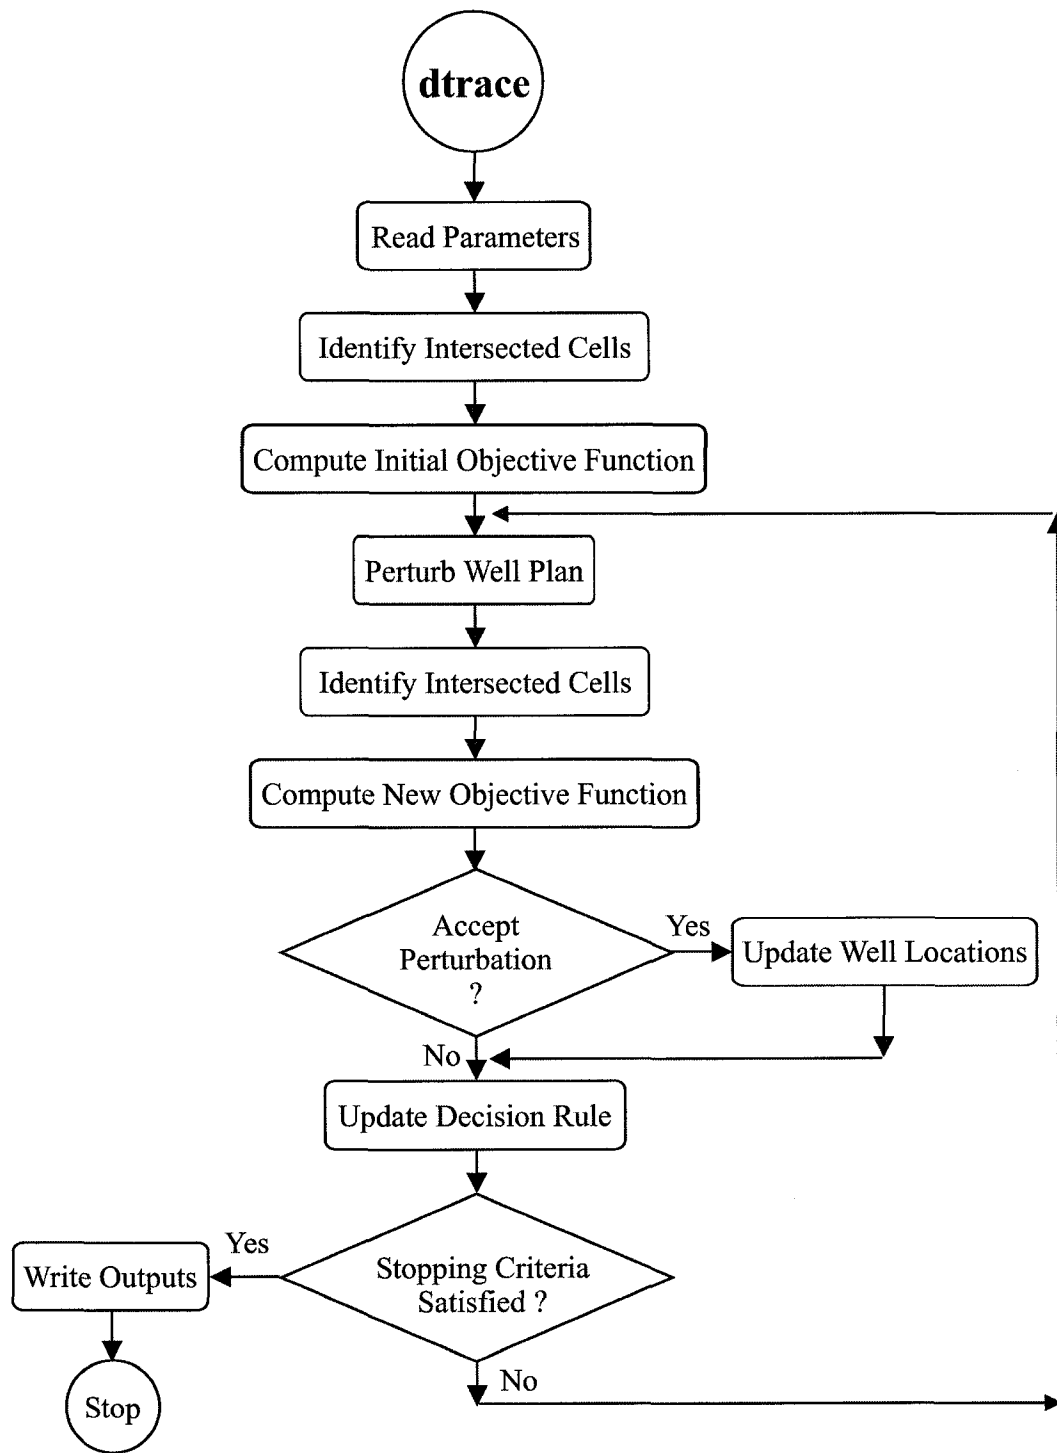 dtrace
Read Parameters
Identify Intersected Cells
Compute Initial Objective Function
Perturb Well Plan
Identify Intersected Cells
Compute New Objective Function
Accept
Perturbation
?
Yes
Update Well Locations
No
Update Decision Rule
Stopping Criteria
Satisfied ?
Yes
Write Outputs
No
Stop